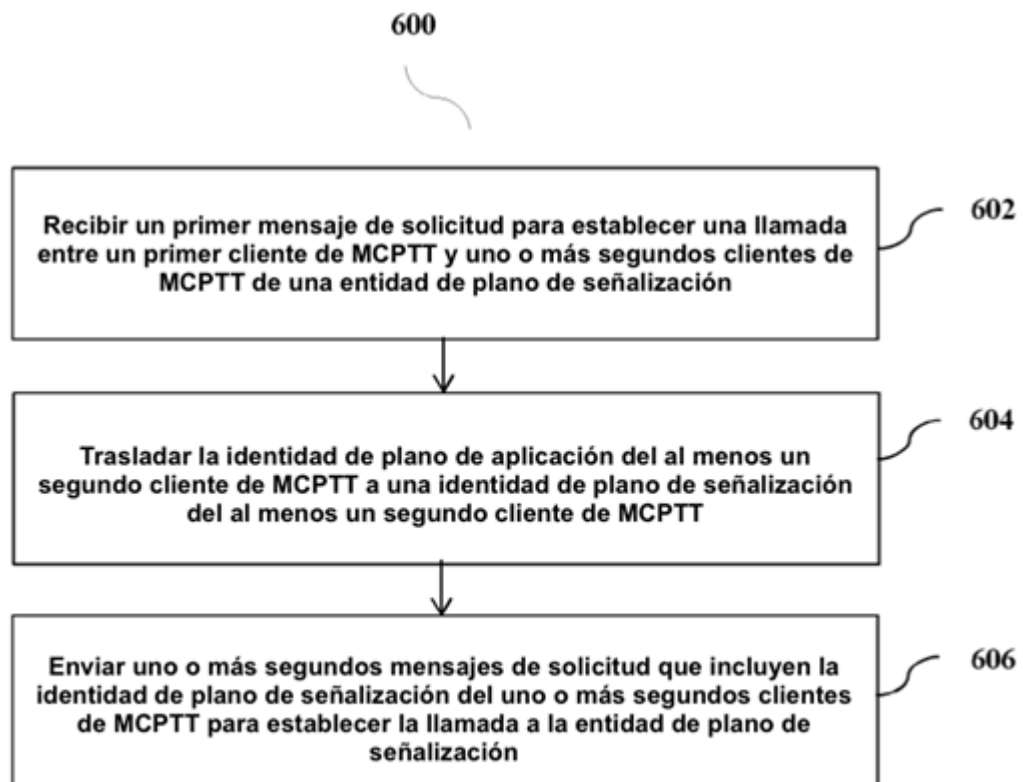 600
Recibir un primer mensaje de solicitud para establecer una llamada
entre un primer cliente de MCPTT y uno o más segundos clientes de
MCPTT de una entidad de plano de señalización
602
Trasladar la identidad de plano de aplicación del al menos un
segundo cliente de MCPTT a una identidad de plano de señalización
del al menos un segundo cliente de MCPTT
604
Enviar uno o más segundos mensajes de solicitud que incluyen la
identidad de plano de señalización del uno o más segundos clientes
de MCPTT para establecer la llamada a la entidad de plano de
señalización
606